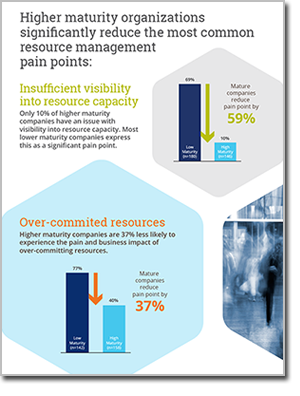 Higher maturity organizations
significantly reduce the most common
resource management
pain points:
Insufficient visibility
into resource capacity
Only 10% of higher maturity
companies have an issue with
visibility into resource capacity. Most
lower maturity companies express
this as a significant pain point.
69%
10%
Low
Maturity
High
Maturity
Mature
companies
reduce
pain point by
59%
Over-commited resources
Higher maturity companies are 37% less likely to
experience the pain and business impact of
over-committing resources.
77%
40%
Low
Maturity
High
Maturity
Mature
companies
reduce
pain point by
37%